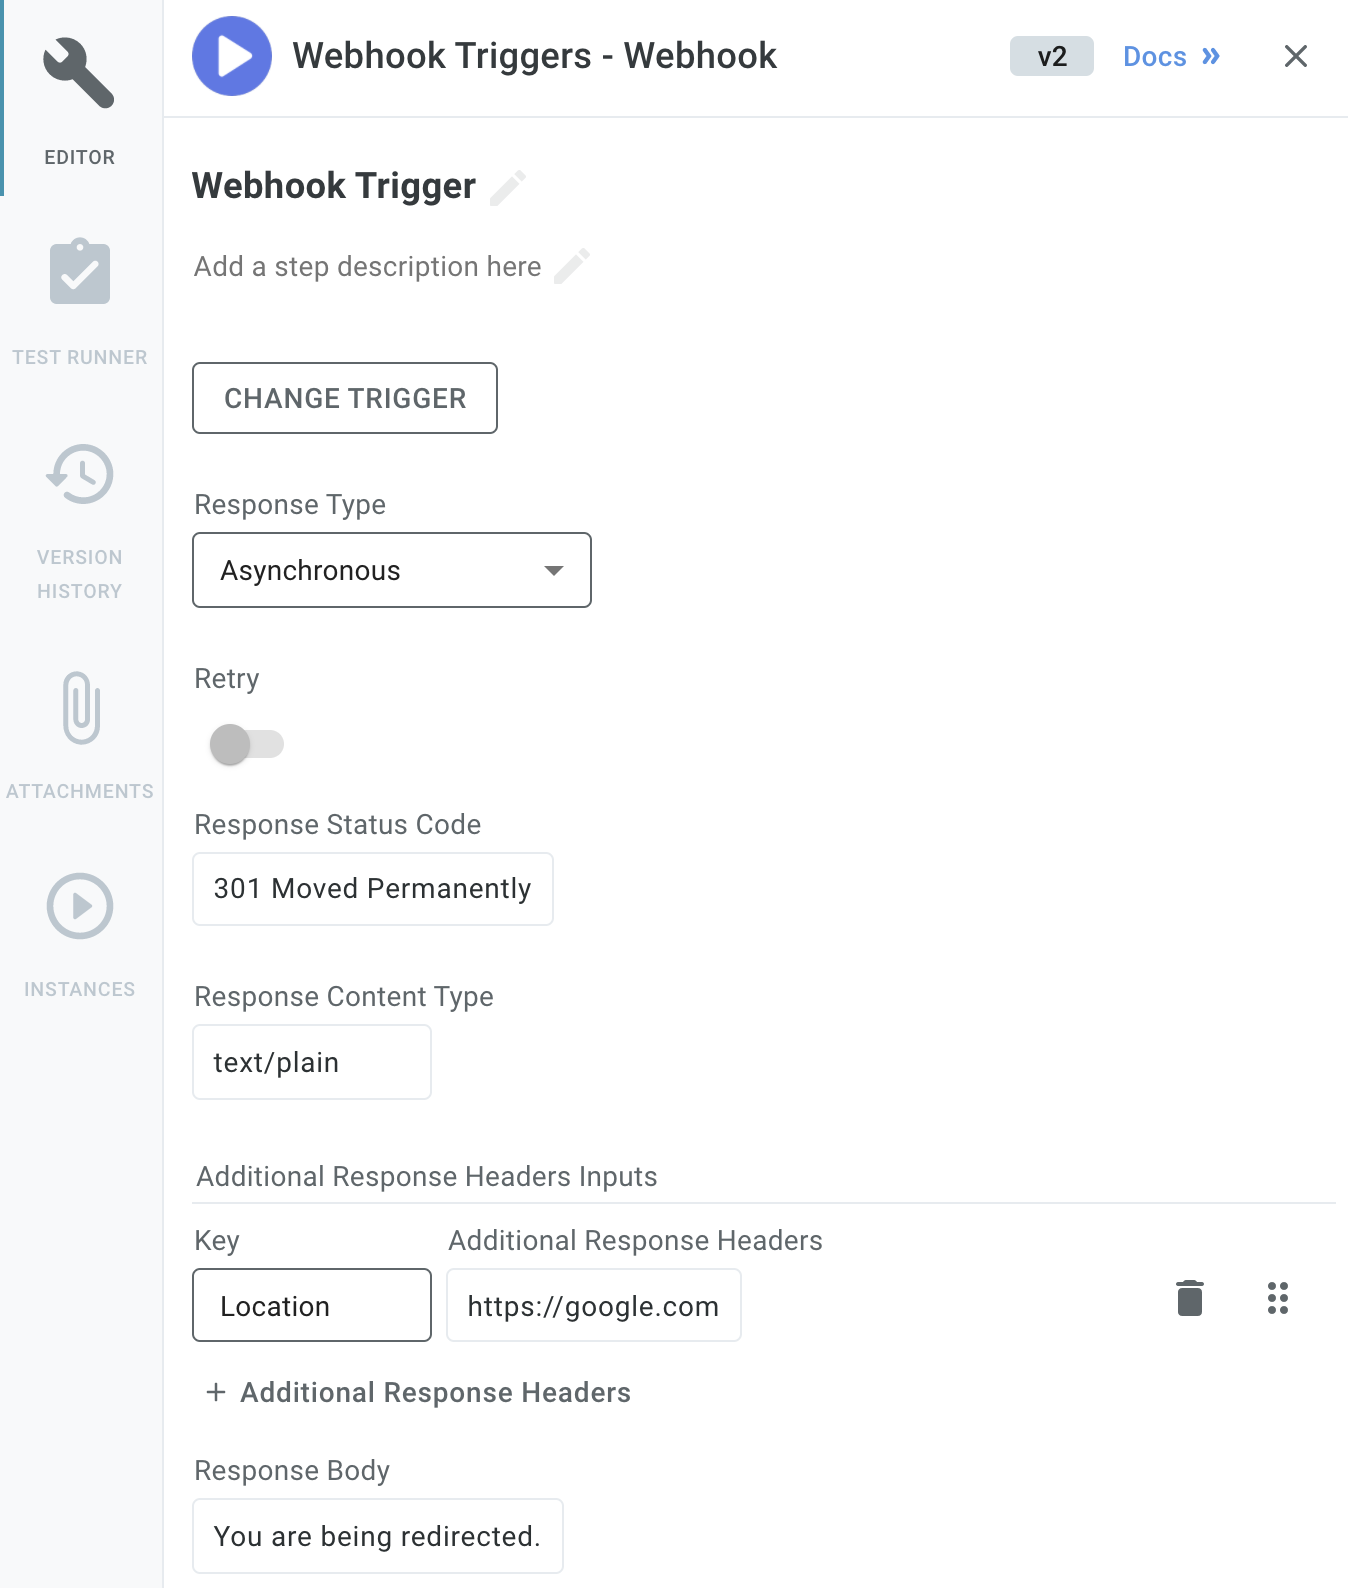 EDITOR
TEST RUNNER
VERSION
HISTORY
ATTACHMENTS
INSTANCES
Webhook Triggers - Webhook
v2
Docs »
Webhook Trigger
Add a step description here
CHANGE TRIGGER
Response Type
Asynchronous
Retry
Response Status Code
301 Moved Permanently
Response Content Type
text/plain
Additional Response Headers Inputs
Key
Additional Response Headers
Location
https://google.com
+ Additional Response Headers
Response Body
You are being redirected.